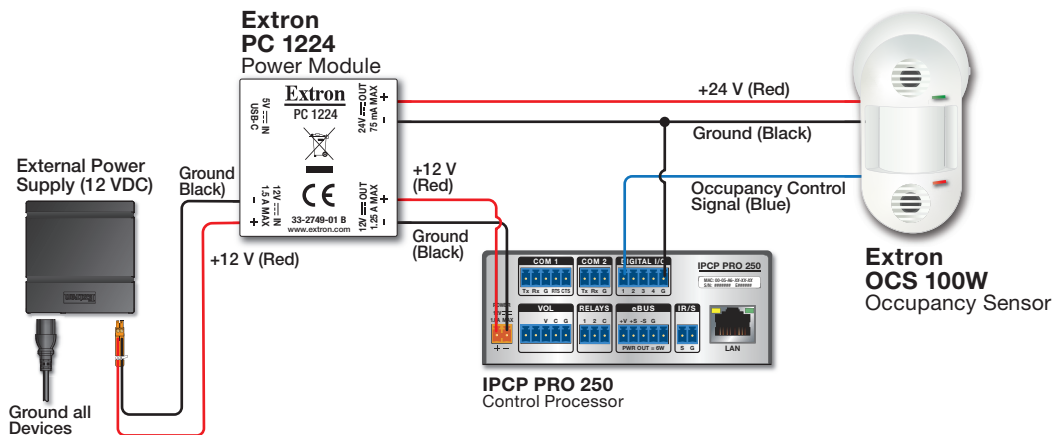 Extron
PC 1224
Power Module
Extron
PC 1224
5V IN
USB-C
24V OUT
75 mA MAX
+
-
12V IN
1.5 A MAX
-
+
12V OUT
1.25 A MAX
+
-
33-2749-01 B
www.extron.com
+24 V (Red)
Ground (Black)
Occupancy Control
Signal (Blue)
Extron
OCS 100W
Occupancy Sensor
External Power
Supply (12 VDC)
Extron
Ground
Black)
+12 V (Red)
+12 V
(Red)
Ground
(Black)
Ground all
Devices
COM 1
Tx Rx G RTS CTS
COM 2
Tx Rx G
DIGITAL I/O
1 2 3 4 G
IPCP PRO 250
POWER
12V
MAX
+ -
VOL
V C G
RELAYS
1 2 C
eBUS
+V +S -S G
PWR OUT = 6W
IR/S
S G
LAN
IPCP PRO 250
Control Processor